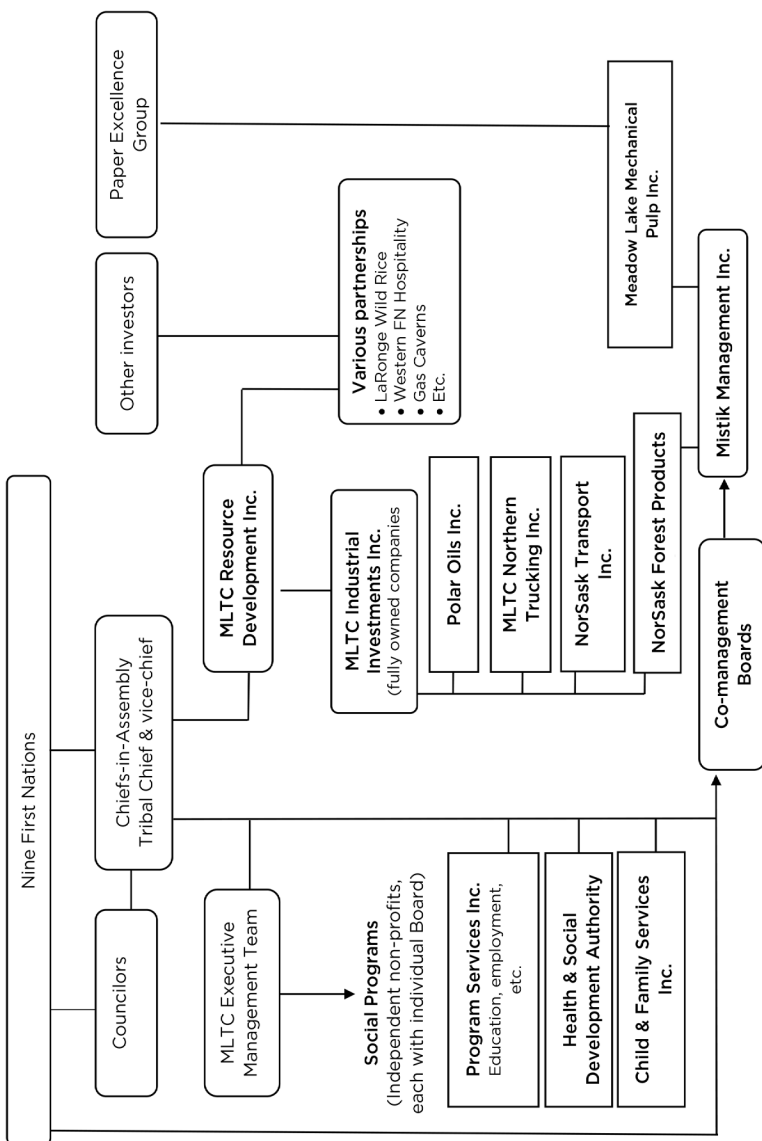 Nine First Nations
Councilors
Chiefs-in-Assembly
Tribal Chief & vice-chief
Other investors
Paper Excellence
Group
MLTC Executive
Management Team
MLTC Resource
Development Inc.
Social Programs
(Independent non-profits,
each with individual Board)
MLTC Industrial
Investments Inc.
(fully owned companies
Various partnerships
• LaRonge Wild Rice
• Western FN Hospitality
• Gas Caverns
• Etc.
Program Services Inc.
Education, employment,
etc.
Health & Social
Development Authority
Child & Family Services
Inc.
Polar Oils Inc.
MLTC Northern
Trucking Inc.
NorSask Transport
Inc.
NorSask Forest Products
Meadow Lake Mechanical
Pulp Inc.
Co-management
Boards
Mistik Management Inc.